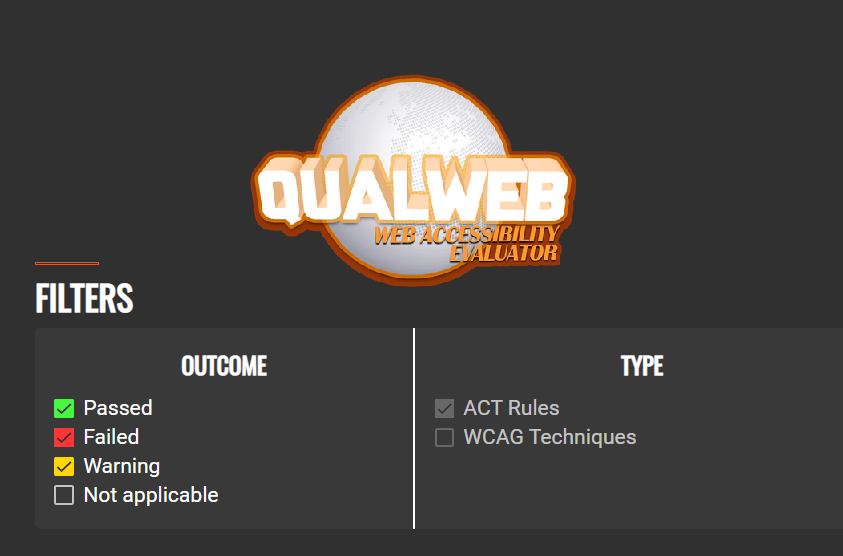 QUALWEB
WEB ACCESSIBILITY
EVALUATOR
FILTERS
OUTCOME
Passed
Failed
Warning
Not applicable
TYPE
ACT Rules
WCAG Techniques